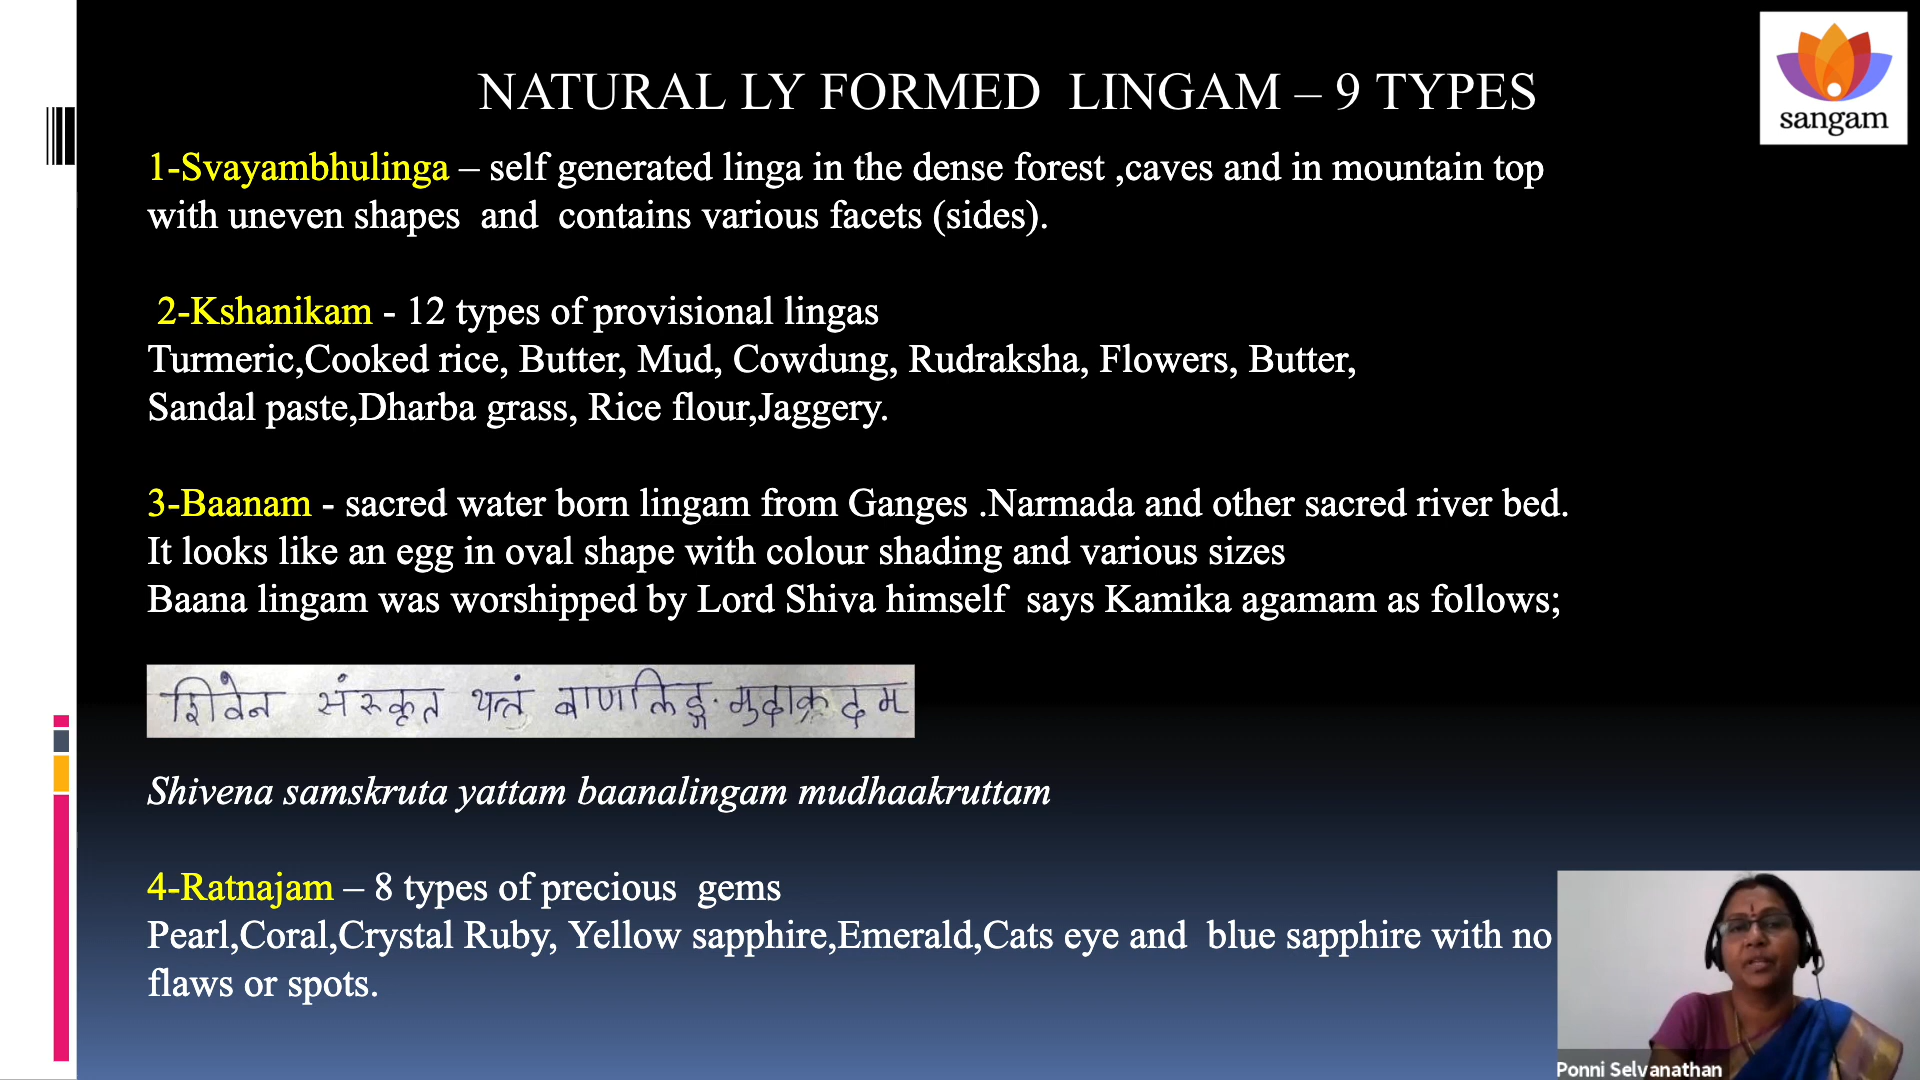 NATURAL LY FORMED LINGAM – 9 TYPES
sangam
1-Svayambhulinga – self generated linga in the dense forest ,caves and in mountain top
with uneven shapes and contains various facets (sides).
2-Kshanikam - 12 types of provisional lingas
Turmeric,Cooked rice, Butter, Mud, Cowdung, Rudraksha, Flowers, Butter,
Sandal paste,Dharba grass, Rice flour,Jaggery.
3-Baanam - sacred water born lingam from Ganges .Narmada and other sacred river bed.
It looks like an egg in oval shape with colour shading and various sizes
Baana lingam was worshipped by Lord Shiva himself says Kamika agamam as follows;
शिवेन संस्कृत यत्तं बाणलिङ्ग
Shivena samskruta yattam baanalingam mudhaakruttam
4-Ratnajam – 8 types of precious gems
Pearl,Coral,Crystal Ruby, Yellow sapphire,Emerald,Cats eye and blue sapphire with no
flaws or spots.
Ponni Selvanathan